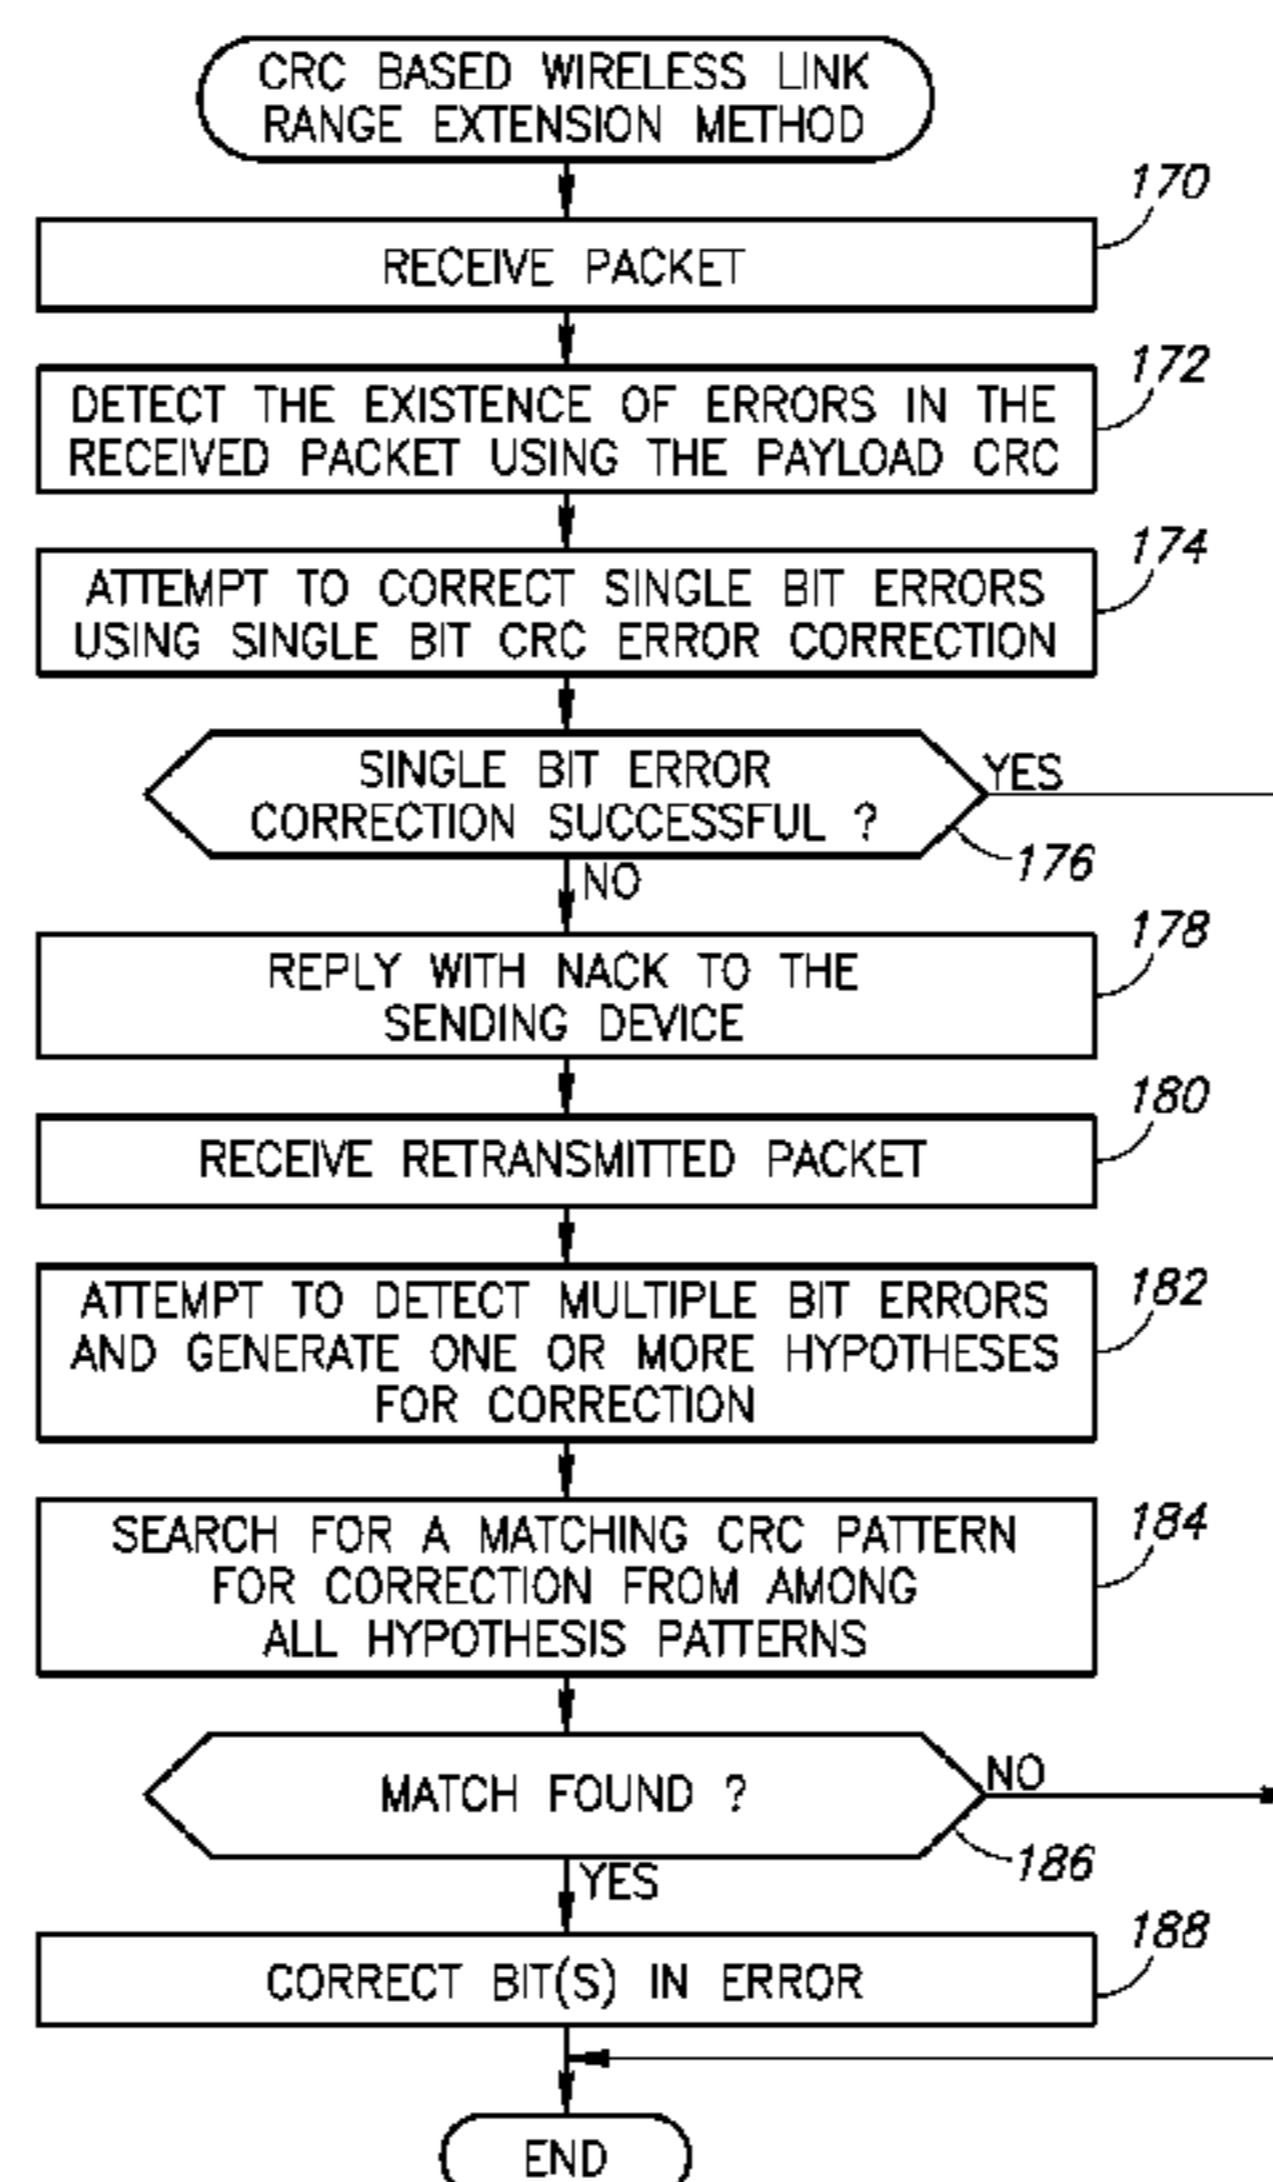 CRC BASED WIRELESS LINK
RANGE EXTENSION METHOD
170
RECEIVE PACKET
172
DETECT THE EXISTENCE OF ERRORS IN THE
RECEIVED PACKET USING THE PAYLOAD CRC
174
ATTEMPT TO CORRECT SINGLE BIT ERRORS
USING SINGLE BIT CRC ERROR CORRECTION
SINGLE BIT ERROR
CORRECTION SUCCESSFUL ?
YES
176
NO
178
REPLY WITH NACK TO THE
SENDING DEVICE
180
RECEIVE RETRANSMITTED PACKET
182
ATTEMPT TO DETECT MULTIPLE BIT ERRORS
AND GENERATE ONE OR MORE HYPOTHESES
FOR CORRECTION
184
SEARCH FOR A MATCHING CRC PATTERN
FOR CORRECTION FROM AMONG
ALL HYPOTHESIS PATTERNS
MATCH FOUND ?
NO
186
YES
188
CORRECT BIT(S) IN ERROR
END